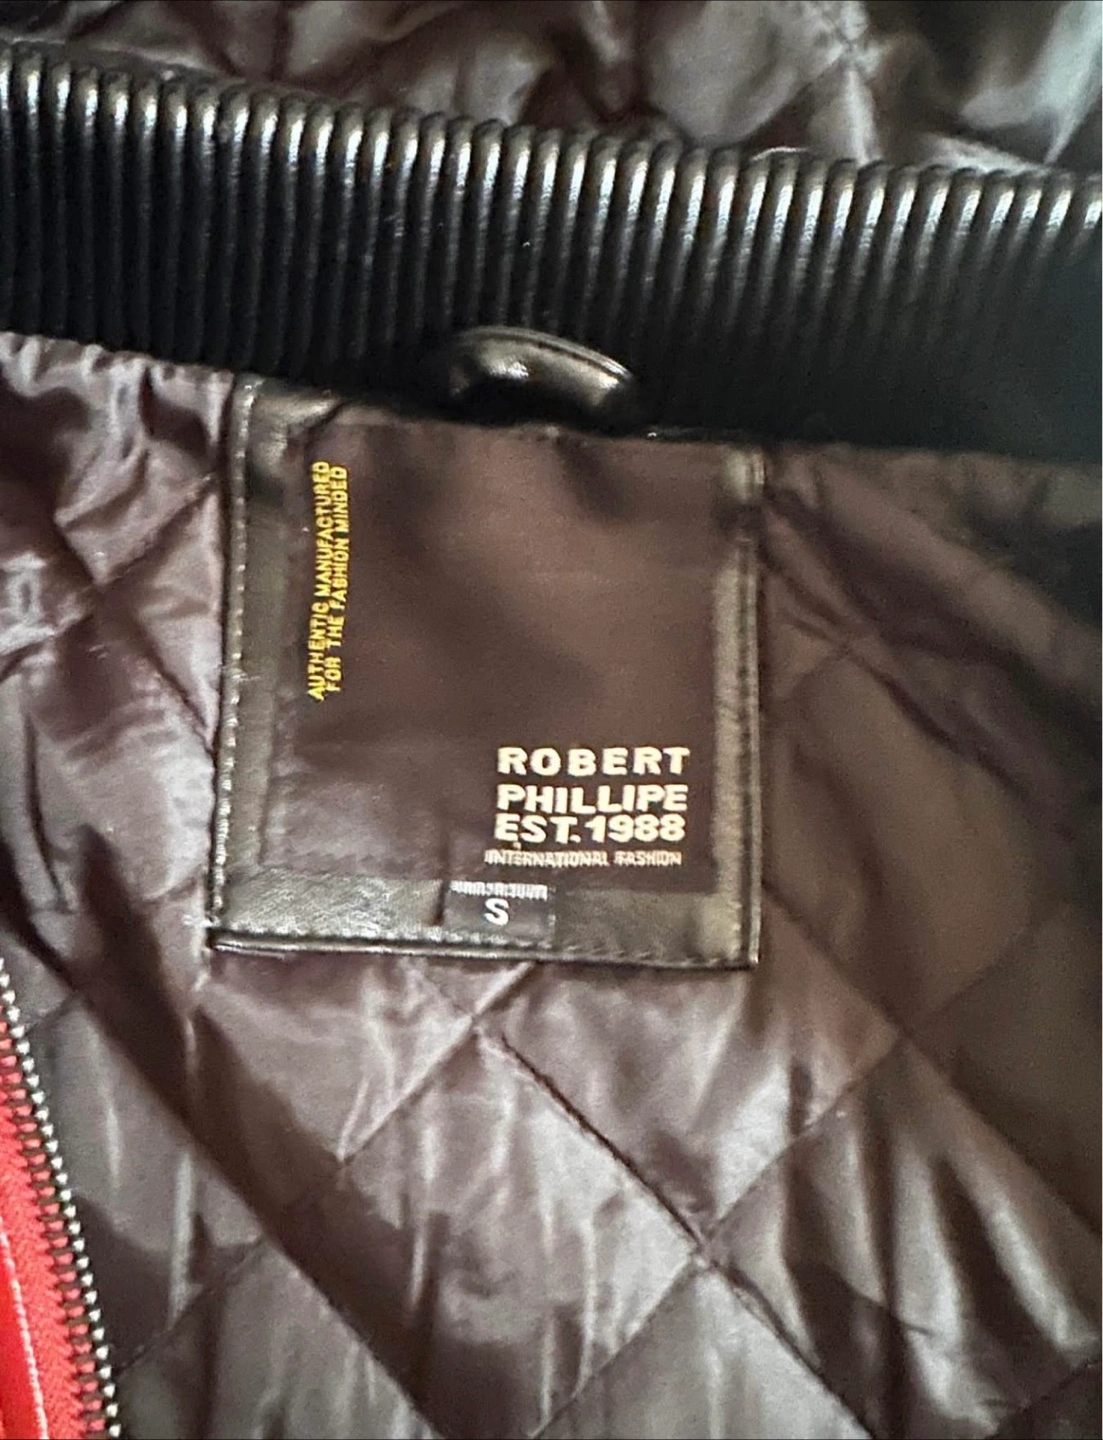 AUTHENTIC MANUFACTURED
FOR THE FASHION MINDED
ROBERT
PHILLIPE
EST.1988
INTERNATIONAL FASHION
S